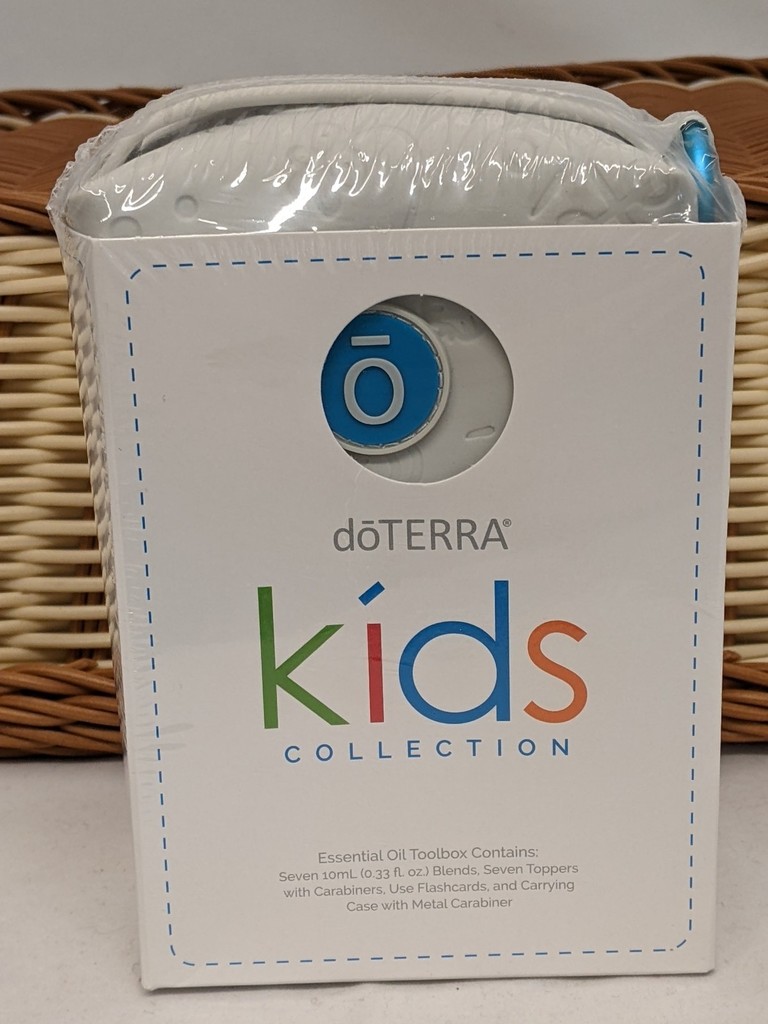 ō
dōTERRA®
kíds
COLLECTION
Essential Oil Toolbox Contains:
Seven 10mL (0.33 fl. oz.) Blends, Seven Toppers
with Carabiners, Use Flashcards, and Carrying
Case with Metal Carabiner